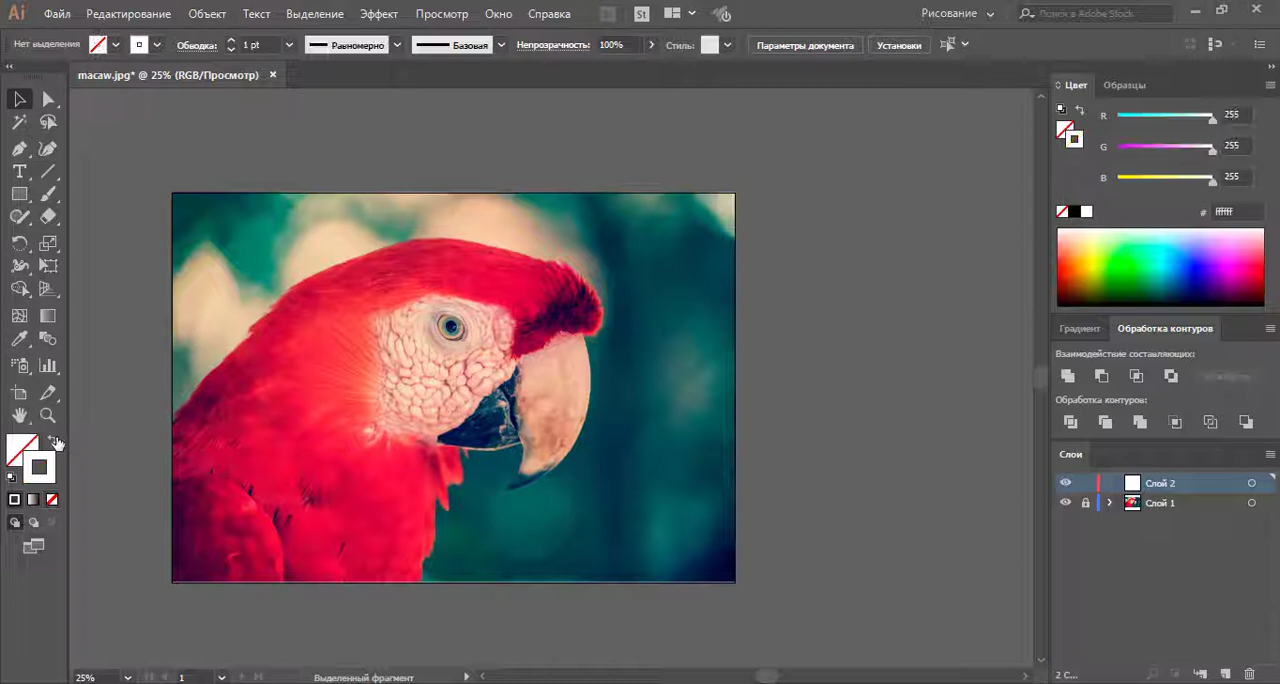 Ai Файл Редактирование Объект Текст Выделение Эффект Просмотр Окно Справка St Рисование Поиск в Adobe Stock
Нет выделения Обводка: 1 pt Равномерно Базовая Непрозрачность: 100% Стиль: Параметры документа Установки
macaw.jpg* @ 25% (RGB/Просмотр)
Цвет Образцы
R 255
G 255
B 255
# ffffff
Градиент Обработка контуров
Взаимодействие составляющих:
Обработка контуров:
Слои
Слой 2
Слой 1
25% 1 Выделенный фрагмент 2 С...